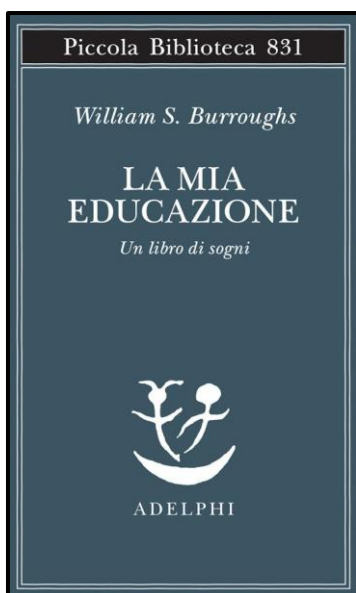 Piccola Biblioteca 831
William S. Burroughs
LA MIA
EDUCAZIONE
Un libro di sogni
ADELPHI